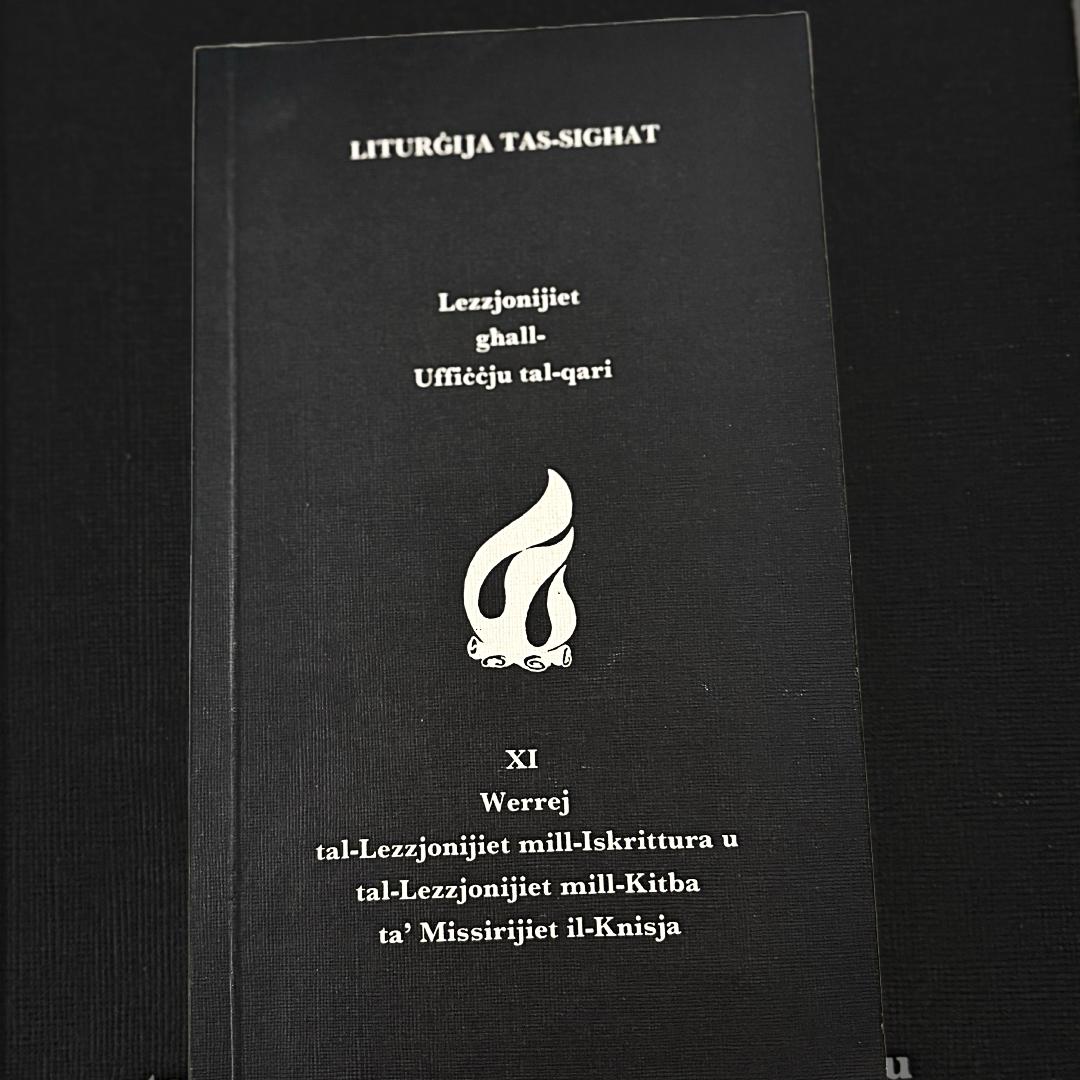 LITURĠIJA TAS-SIGĦAT
Lezzjonijiet
għall-
Uffiċċju tal-qari
XI
Werrej
tal-Lezzjonijiet mill-Iskrittura u
tal-Lezzjonijiet mill-Kitba
ta’ Missirijiet il-Knisja
u